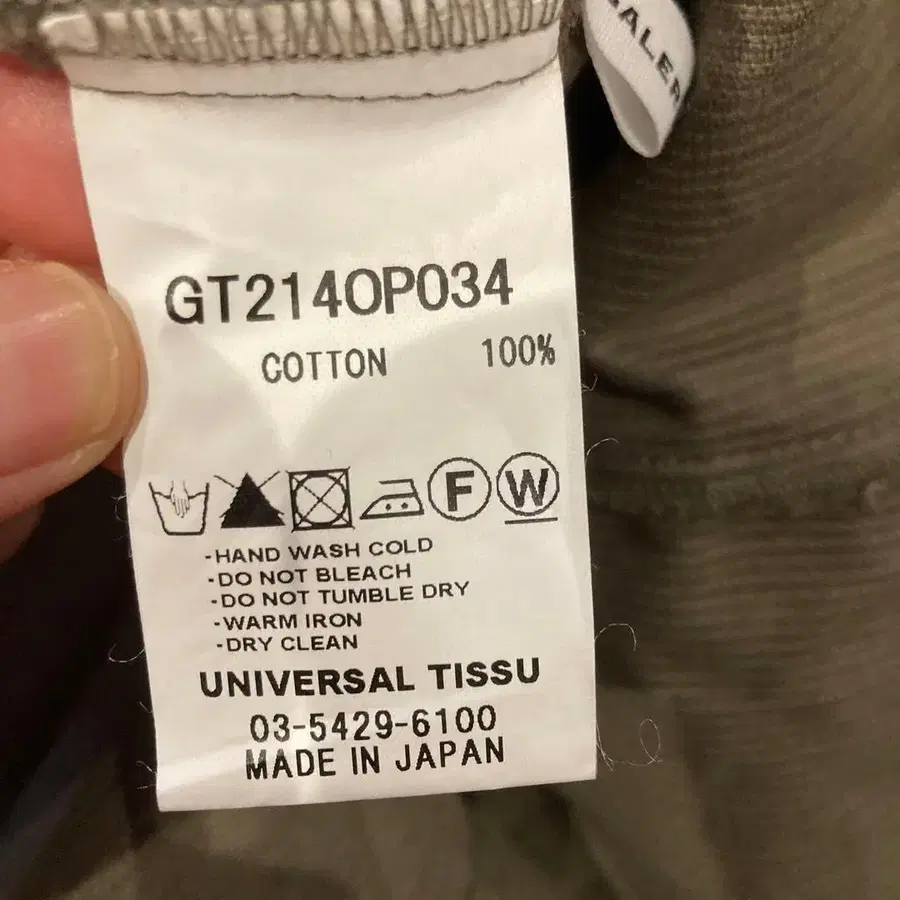 GT214OP034
COTTON 100%
F W
-HAND WASH COLD
-DO NOT BLEACH
-DO NOT TUMBLE DRY
-WARM IRON
-DRY CLEAN
UNIVERSAL TISSU
03-5429-6100
MADE IN JAPAN